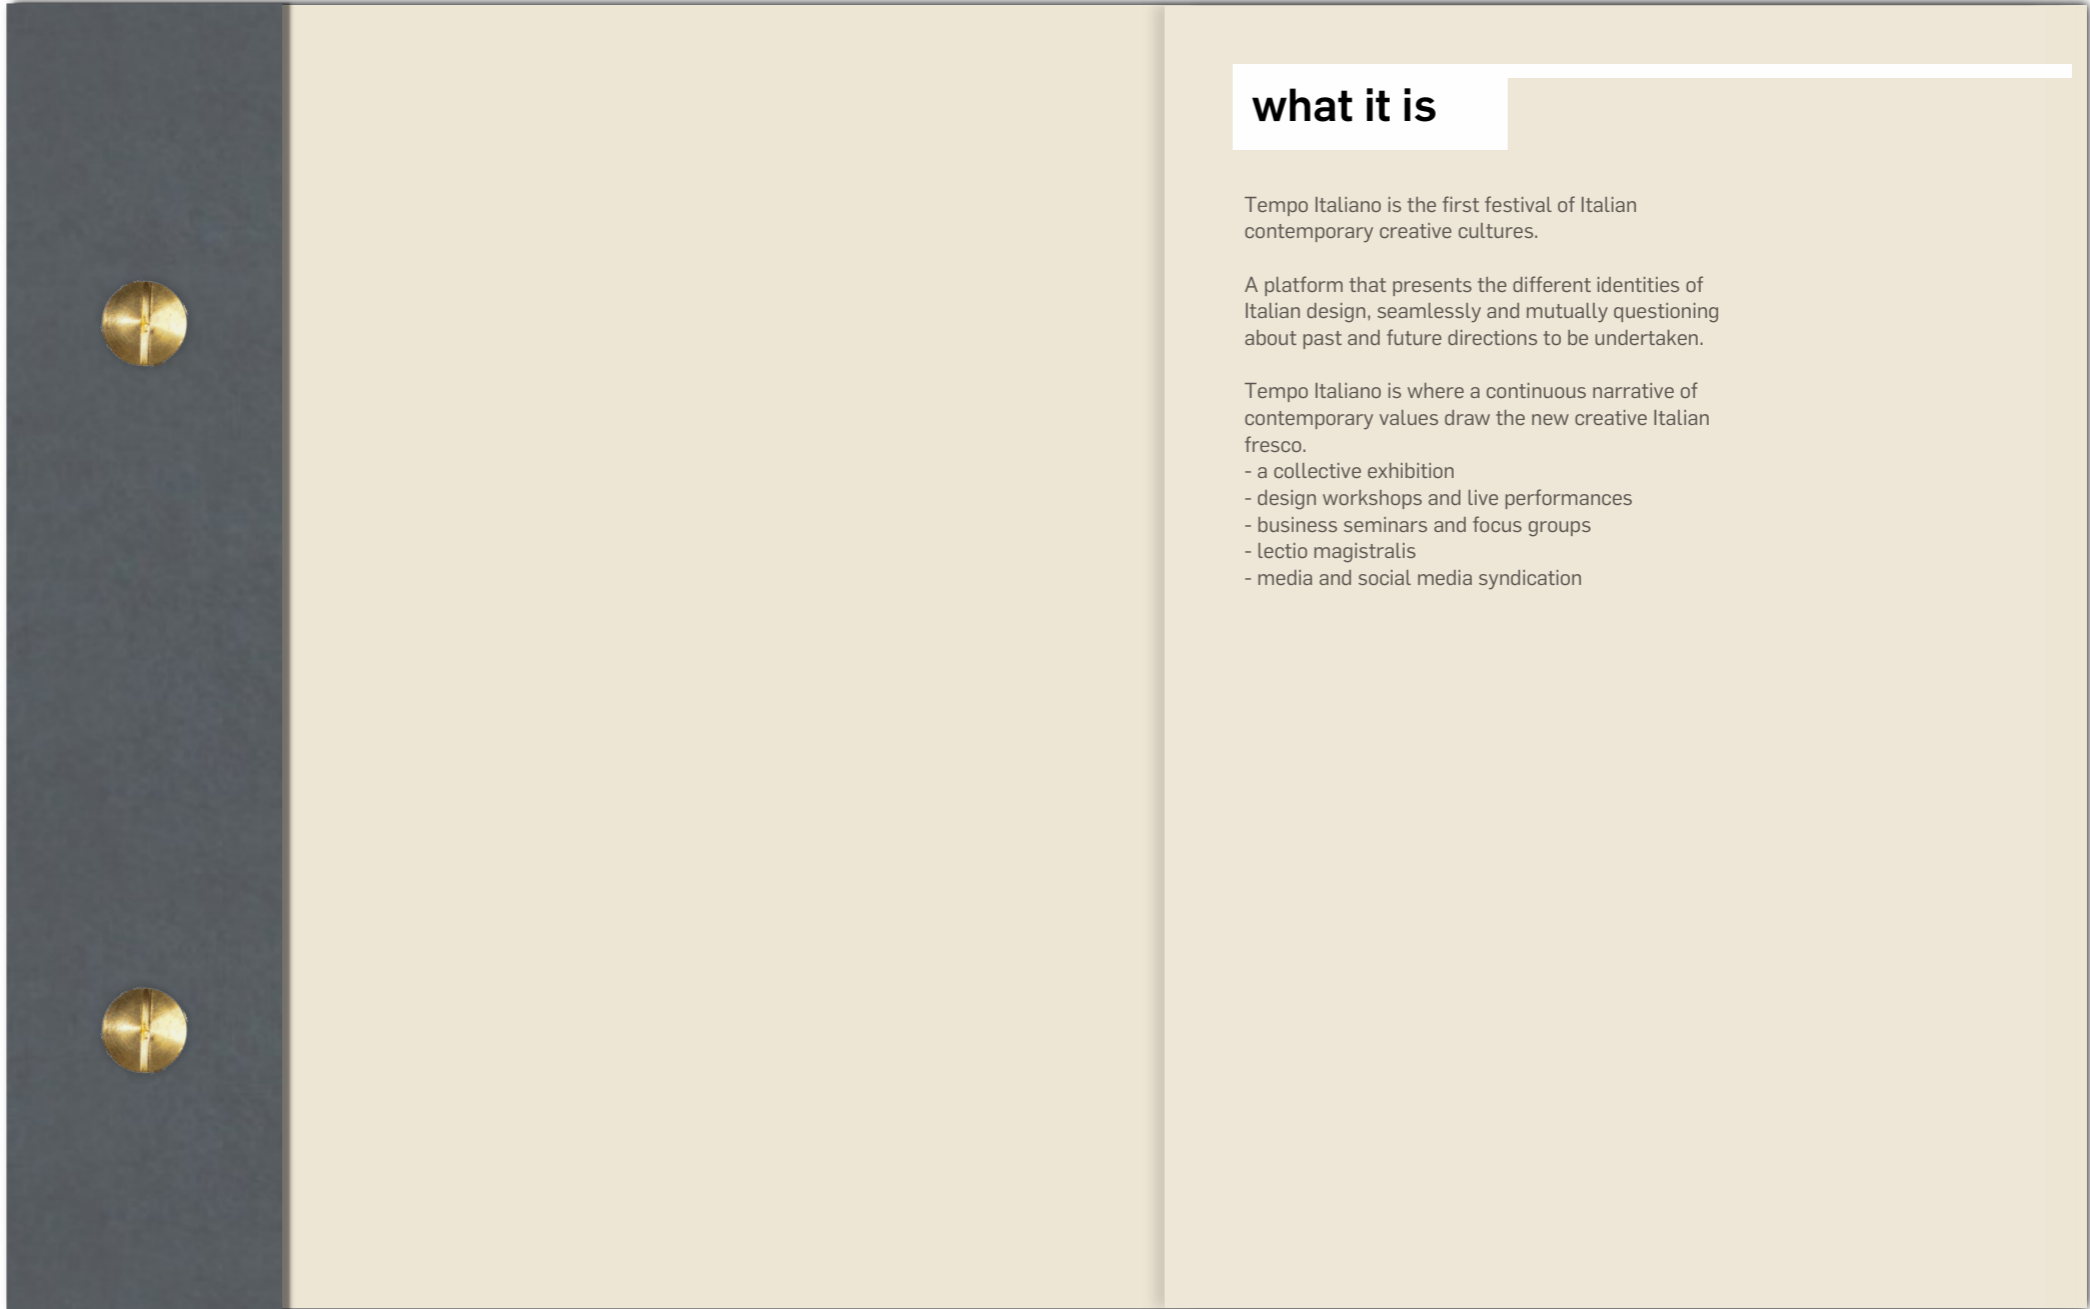 what it is
Tempo Italiano is the first festival of Italian
contemporary creative cultures.
A platform that presents the different identities of
Italian design, seamlessly and mutually questioning
about past and future directions to be undertaken.
Tempo Italiano is where a continuous narrative of
contemporary values draw the new creative Italian
fresco.
- a collective exhibition
- design workshops and live performances
- business seminars and focus groups
- lectio magistralis
- media and social media syndication